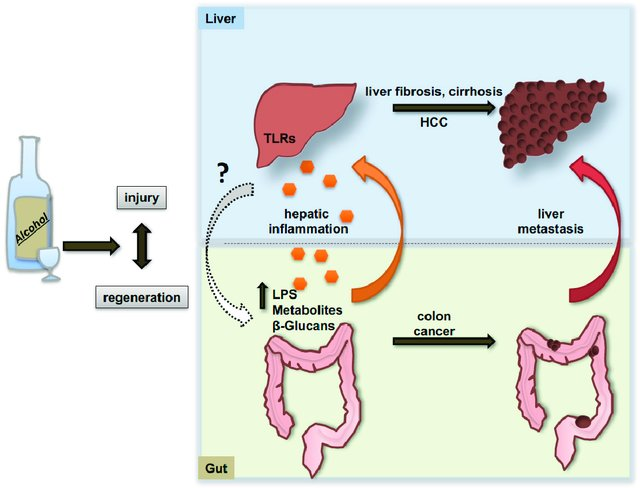 Liver
liver fibrosis, cirrhosis
HCC
TLRs
Alcohol
injury
regeneration
?
hepatic
inflammation
liver
metastasis
LPS
Metabolites
β-Glucans
colon
cancer
Gut